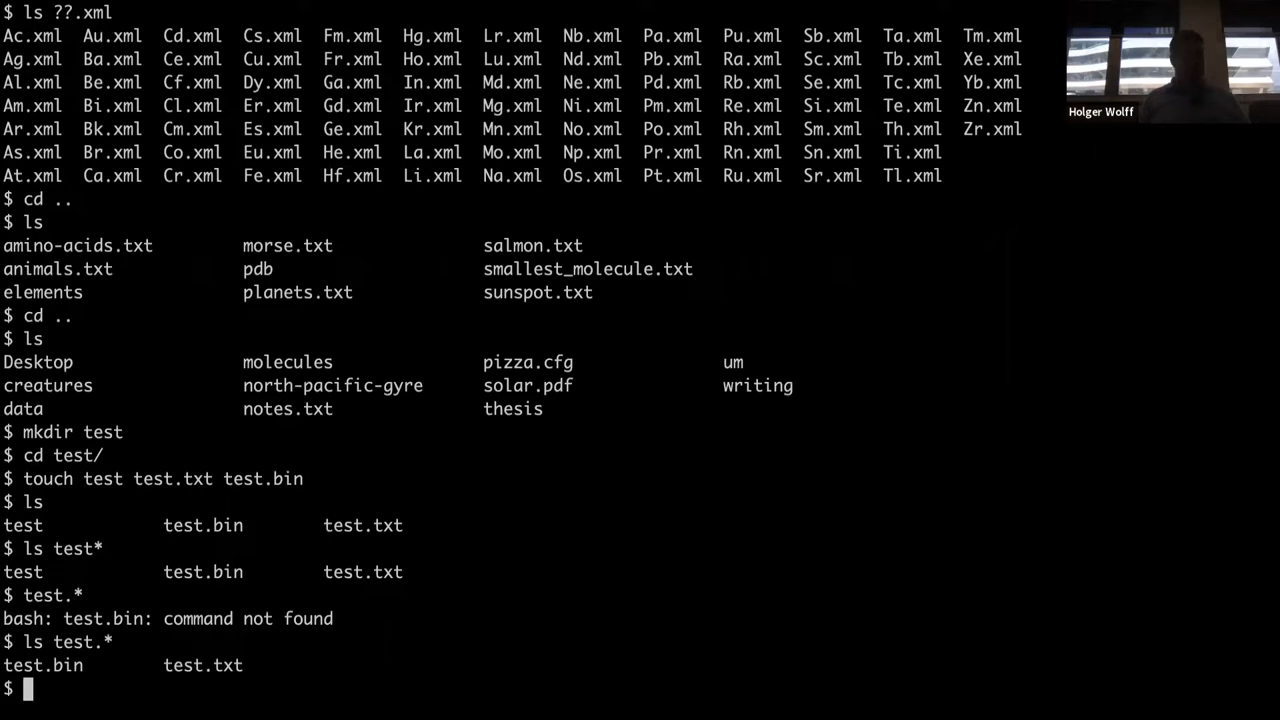 $ ls ??.xml
Ac.xml Au.xml Cd.xml Cs.xml Fm.xml Hg.xml Lr.xml Nb.xml Pa.xml Pu.xml Sb.xml Ta.xml Tm.xml
Ag.xml Ba.xml Ce.xml Cu.xml Fr.xml Ho.xml Lu.xml Nd.xml Pb.xml Ra.xml Sc.xml Tb.xml Xe.xml
Al.xml Be.xml Cf.xml Dy.xml Ga.xml In.xml Md.xml Ne.xml Pd.xml Rb.xml Se.xml Tc.xml Yb.xml
Am.xml Bi.xml Cl.xml Er.xml Gd.xml Ir.xml Mg.xml Ni.xml Pm.xml Re.xml Si.xml Te.xml Zn.xml
Ar.xml Bk.xml Cm.xml Es.xml Ge.xml Kr.xml Mn.xml No.xml Po.xml Rh.xml Sm.xml Th.xml Zr.xml
As.xml Br.xml Co.xml Eu.xml He.xml La.xml Mo.xml Np.xml Pr.xml Rn.xml Sn.xml Ti.xml
At.xml Ca.xml Cr.xml Fe.xml Hf.xml Li.xml Na.xml Os.xml Pt.xml Ru.xml Sr.xml Tl.xml
$ cd ..
$ ls
amino-acids.txt morse.txt salmon.txt
animals.txt pdb smallest_molecule.txt
elements planets.txt sunspot.txt
$ cd ..
$ ls
Desktop molecules pizza.cfg um
creatures north-pacific-gyre solar.pdf writing
data notes.txt thesis
$ mkdir test
$ cd test/
$ touch test test.txt test.bin
$ ls
test test.bin test.txt
$ ls test*
test test.bin test.txt
$ test.*
bash: test.bin: command not found
$ ls test.*
test.bin test.txt
$
Holger Wolff